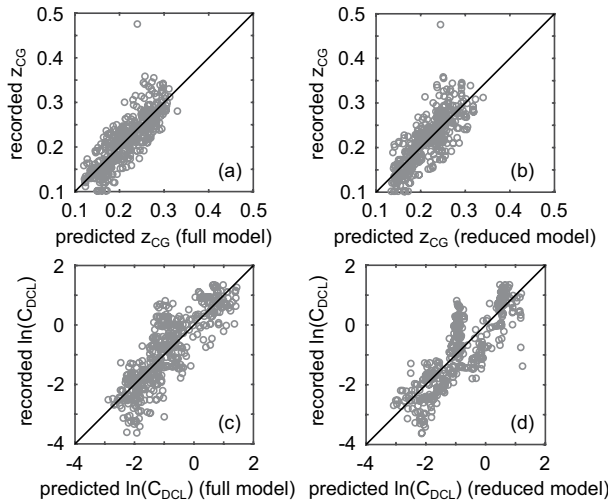 0.5
0.4
0.3
0.2
0.1
recorded z_CG
(a)
0.1 0.2 0.3 0.4 0.5
predicted z_CG (full model)
0.5
0.4
0.3
0.2
0.1
recorded z_CG
(b)
0.1 0.2 0.3 0.4 0.5
predicted z_CG (reduced model)
2
0
-2
-4
recorded ln(C_DCL)
(c)
-4 -2 0 2
predicted ln(C_DCL) (full model)
2
0
-2
-4
recorded ln(C_DCL)
(d)
-4 -2 0 2
predicted ln(C_DCL) (reduced model)